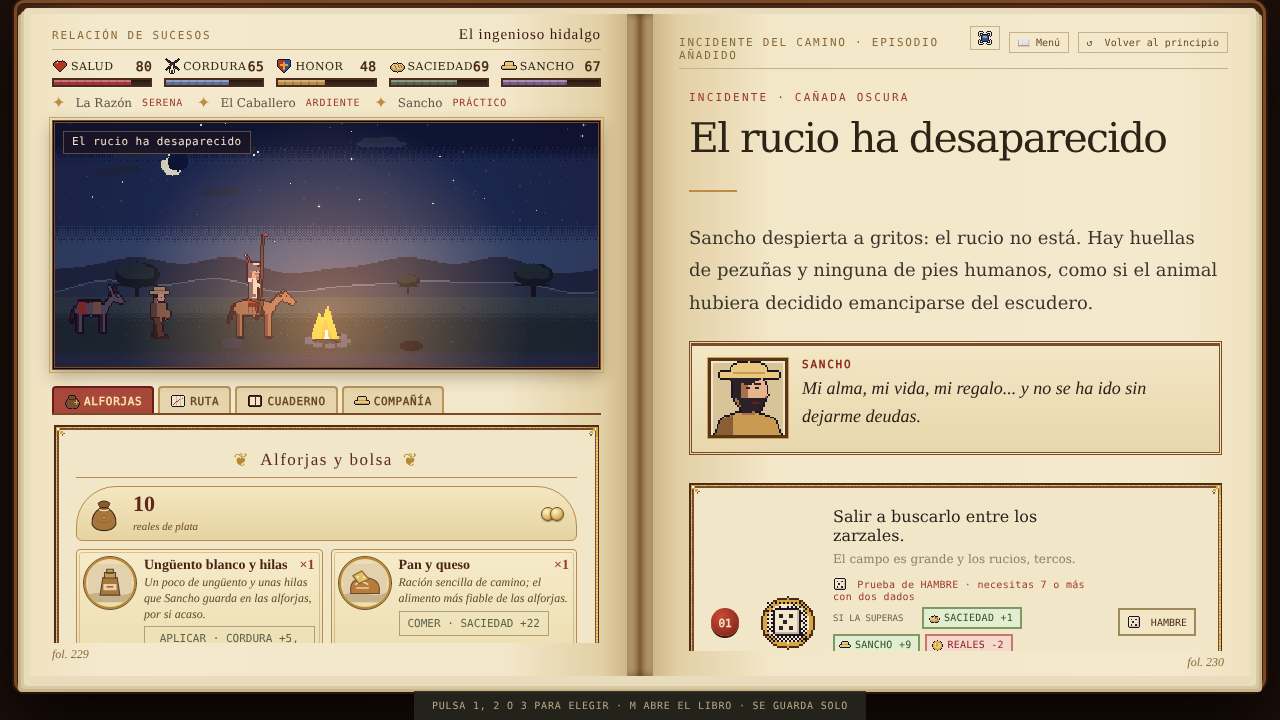 RELACIÓN DE SUCESOS
El ingenioso hidalgo
SALUD 80
CORDURA 65
HONOR 48
SACIEDAD 69
SANCHO 67
La Razón SERENA
El Caballero ARDIENTE
Sancho PRÁCTICO
El rucio ha desaparecido
ALFORJAS
RUTA
CUADERNO
COMPAÑÍA
Alforjas y bolsa
10
reales de plata
Ungüento blanco y hilas ×1
Un poco de ungüento y unas hilas
que Sancho guarda en las alforjas,
por si acaso.
APLICAR · CORDURA +5,
Pan y queso ×1
Ración sencilla de camino; el
alimento más fiable de las alforjas.
COMER · SACIEDAD +22
fol. 229
INCIDENTE DEL CAMINO · EPISODIO
AÑADIDO
Menú
Volver al principio
INCIDENTE · CAÑADA OSCURA
El rucio ha desaparecido
Sancho despierta a gritos: el rucio no está. Hay huellas
de pezuñas y ninguna de pies humanos, como si el animal
hubiera decidido emanciparse del escudero.
SANCHO
Mi alma, mi vida, mi regalo... y no se ha ido sin
dejarme deudas.
01
Salir a buscarlo entre los
zarzales.
El campo es grande y los rucios, tercos.
Prueba de HAMBRE · necesitas 7 o más
con dos dados
SI LA SUPERAS SACIEDAD +1
SANCHO +9 REALES -2
HAMBRE
fol. 230
PULSA 1, 2 O 3 PARA ELEGIR · M ABRE EL LIBRO · SE GUARDA SOLO